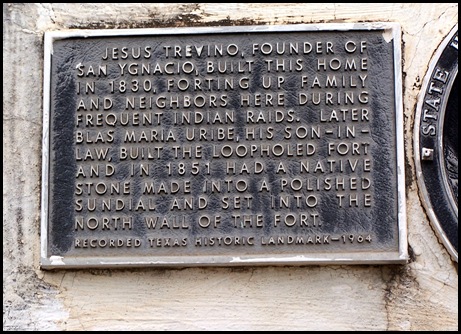 JESUS TREVINO, FOUNDER OF
SAN YGNACIO, BUILT THIS HOME
IN 1830, FORTING UP FAMILY
AND NEIGHBORS HERE DURING
FREQUENT INDIAN RAIDS. LATER
BLAS MARIA URIBE, HIS SON-IN-
LAW, BUILT THE LOOPHOLED FORT
AND IN 1851 HAD A NATIVE
STONE MADE INTO A POLISHED
SUNDIAL AND SET INTO THE
NORTH WALL OF THE FORT.
RECORDED TEXAS HISTORIC LANDMARK—1964
STATE